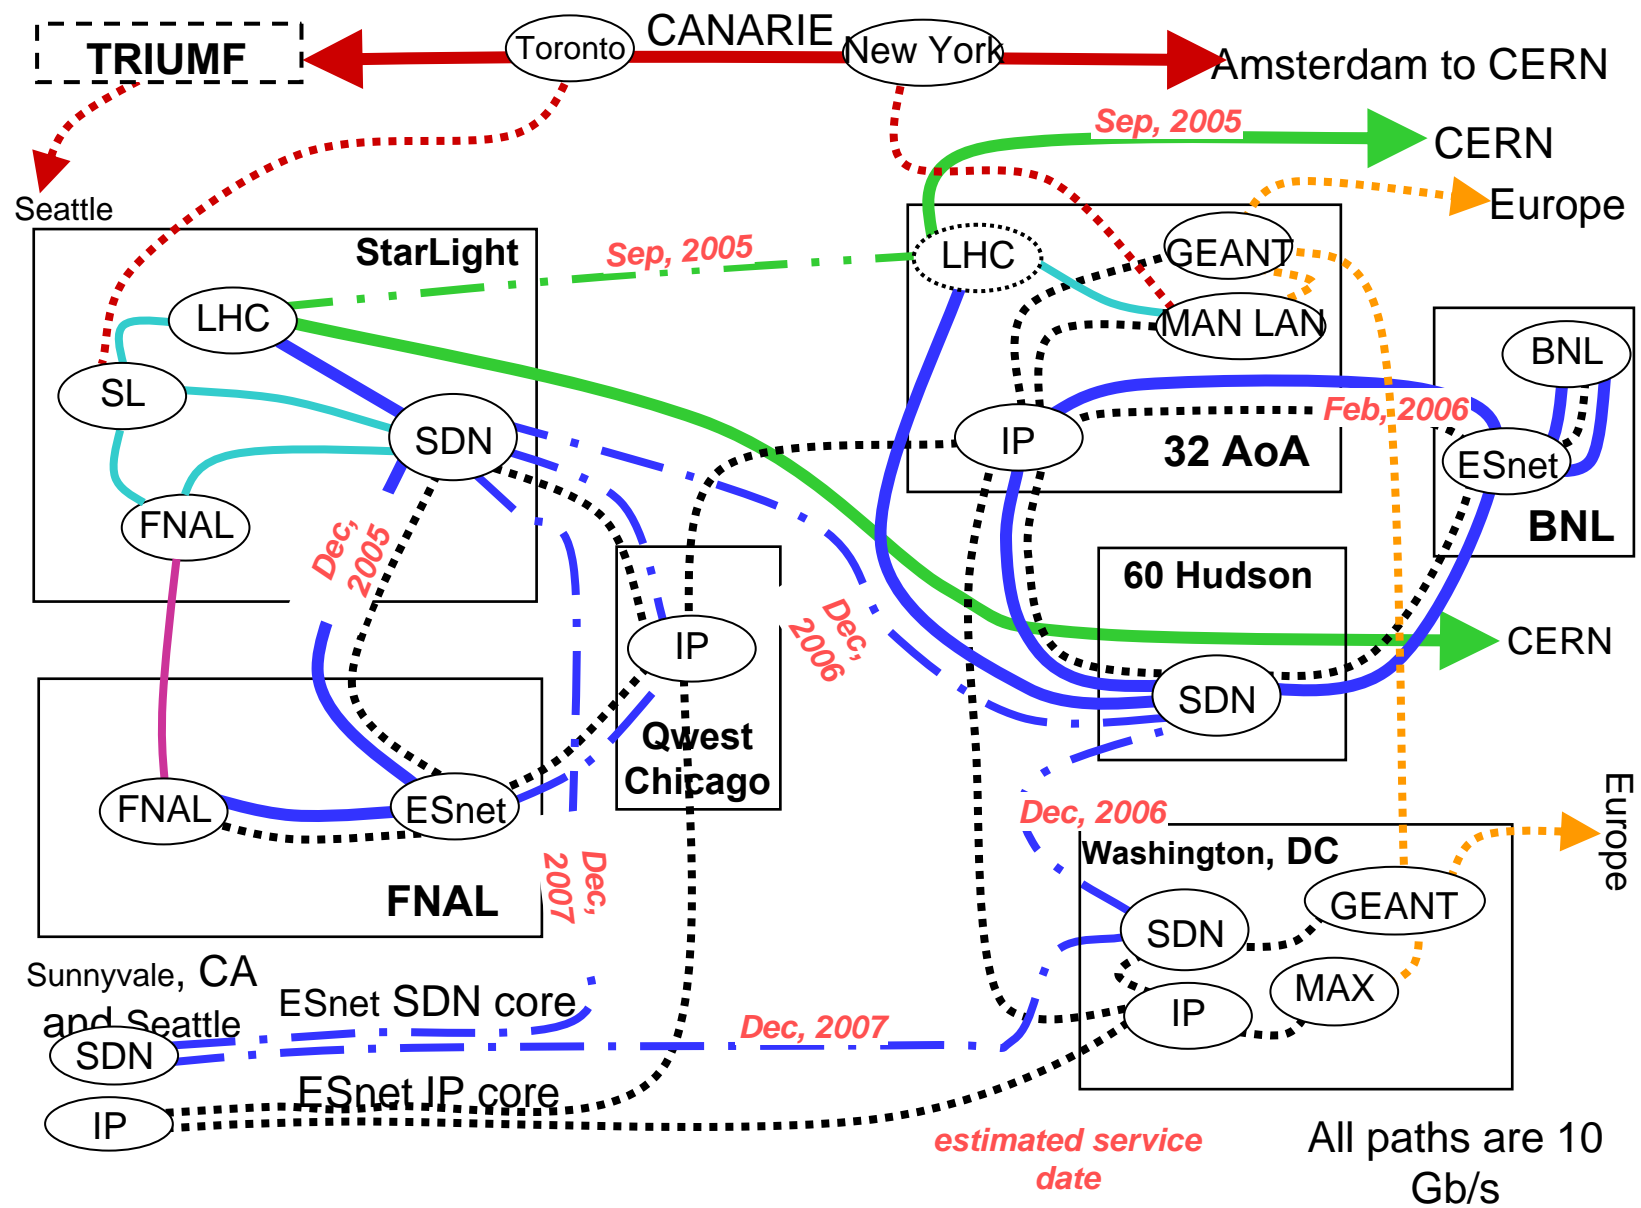 TRIUMF
Toronto
CANARIE
New York
Amsterdam to CERN
Sep, 2005
CERN
Europe
Seattle
StarLight
Sep, 2005
LHC
GEANT
LHC
MAN LAN
BNL
SL
Feb, 2006
SDN
IP
32 AoA
ESnet
FNAL
BNL
Dec,
2005
60 Hudson
Dec,
2006
IP
CERN
SDN
Qwest
Chicago
FNAL
ESnet
Dec, 2006
Europe
Washington, DC
Dec,
2007
FNAL
GEANT
SDN
Sunnyvale, CA
and Seattle
ESnet SDN core
MAX
IP
Dec, 2007
SDN
ESnet IP core
IP
estimated service
date
All paths are 10
Gb/s